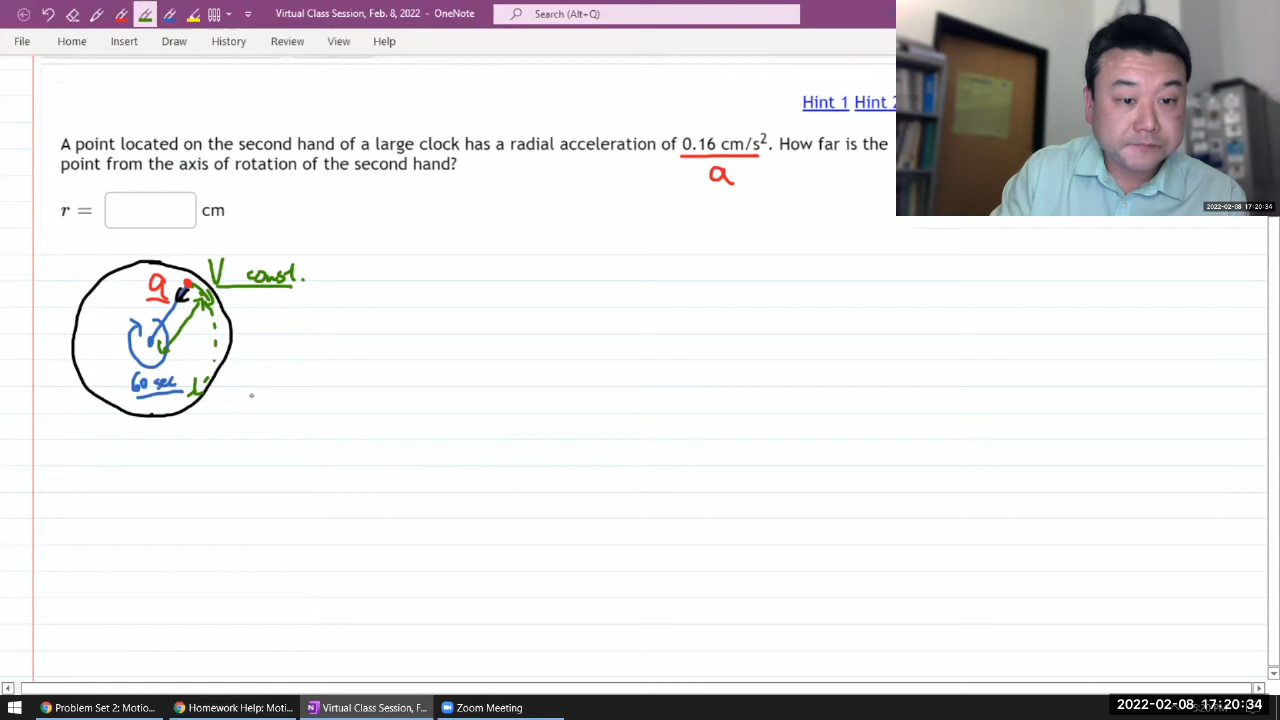 Virtual Class Session, Feb. 8, 2022 - OneNote
Search (Alt+Q)
File Home Insert Draw History Review View Help
Hint 1 Hint 2
A point located on the second hand of a large clock has a radial acceleration of 0.16 cm/s². How far is the
point from the axis of rotation of the second hand?
a
r = cm
a V const.
60 sec
2022-02-08 17:20:34
Problem Set 2: Motio... Homework Help: Moti... Virtual Class Session, F... Zoom Meeting
2022-02-08 17:20:34